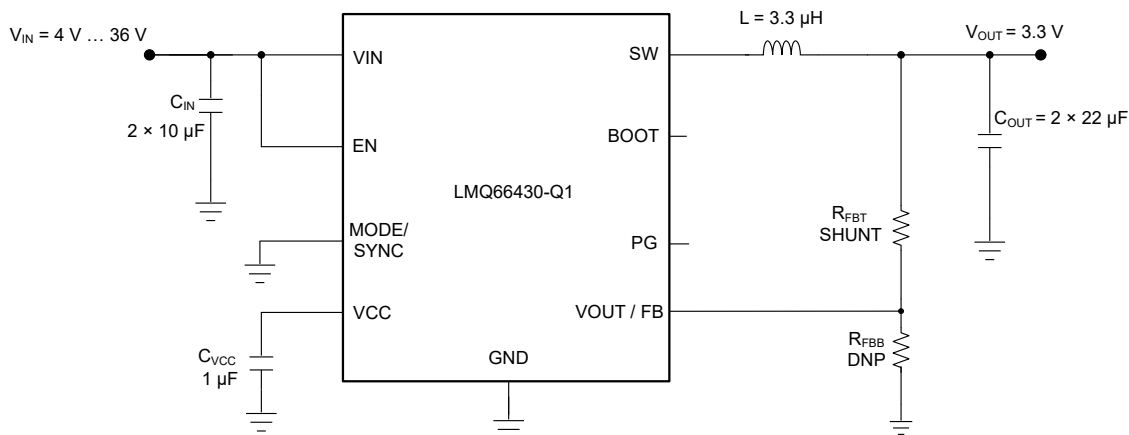 L = 3.3 µH
V_IN = 4 V … 36 V
V_OUT = 3.3 V
VIN
SW
C_IN
2 × 10 µF
C_OUT = 2 × 22 µF
EN
BOOT
LMQ66430-Q1
MODE/
SYNC
PG
R_FBT
SHUNT
VCC
VOUT / FB
C_VCC
1 µF
GND
R_FBB
DNP